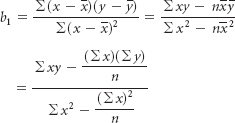 b₁ = Σ(x − x̄)(y − ȳ) / Σ(x − x̄)² = Σxy − nx̄ȳ / Σx² − nx̄²
= Σxy − (Σx)(Σy) / n / Σx² − (Σx)² / n